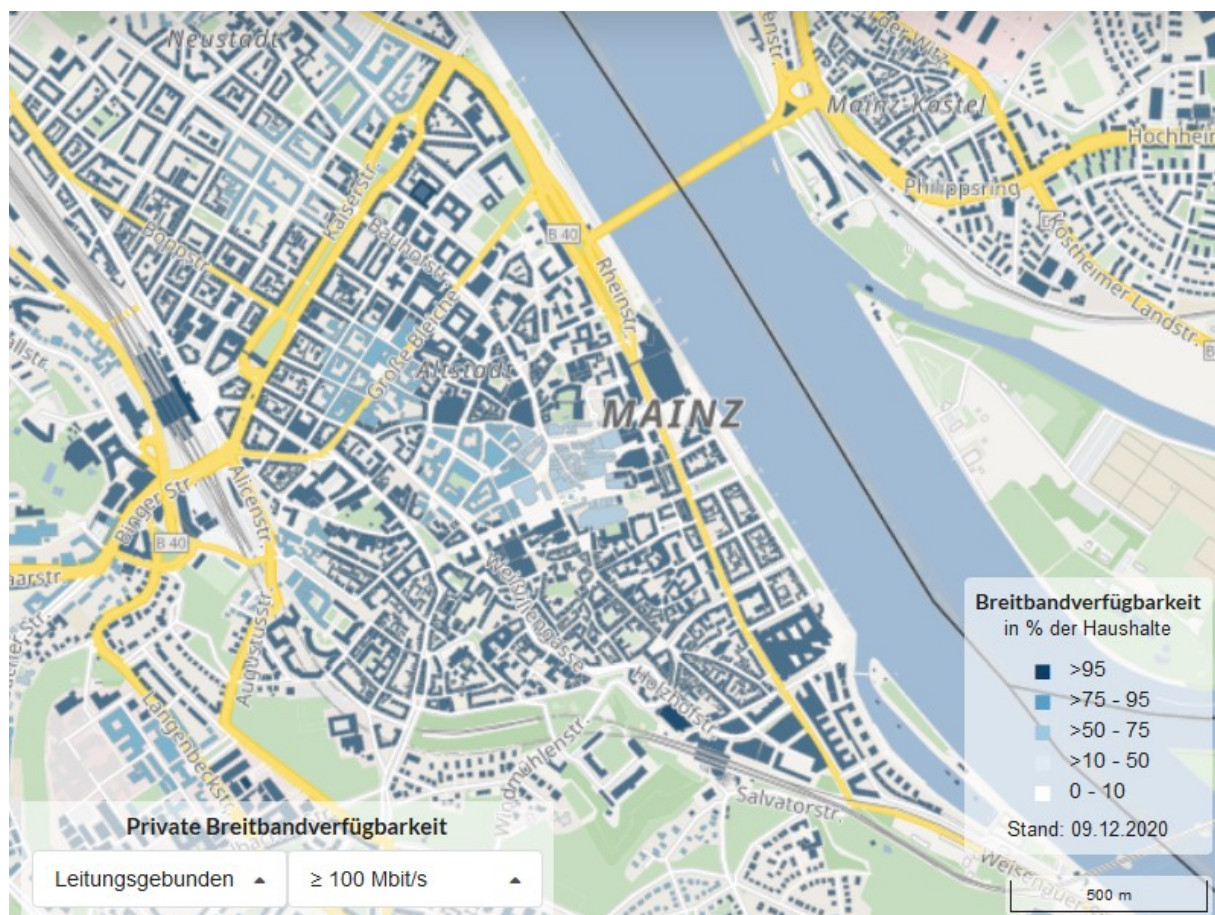 Neustadt
Mainz-Kastel
Hochheim
Philippsring
Kostheimer Landstr.
Kaiserstr.
Boppstr.
Bauhofstr.
B 40
Rheinstr.
Große Bleiche
Altstadt
MAINZ
Binger Str.
Alicenstr.
B 40
Weißliliengasse
Augustusstr.
Langenbeckstr.
Holzhofstr.
Windmühlenstr.
Salvatorstr.
Weisenauer
Breitbandverfügbarkeit
in % der Haushalte
>95
>75 - 95
>50 - 75
>10 - 50
0 - 10
Stand: 09.12.2020
Private Breitbandverfügbarkeit
Leitungsgebunden
≥ 100 Mbit/s
500 m